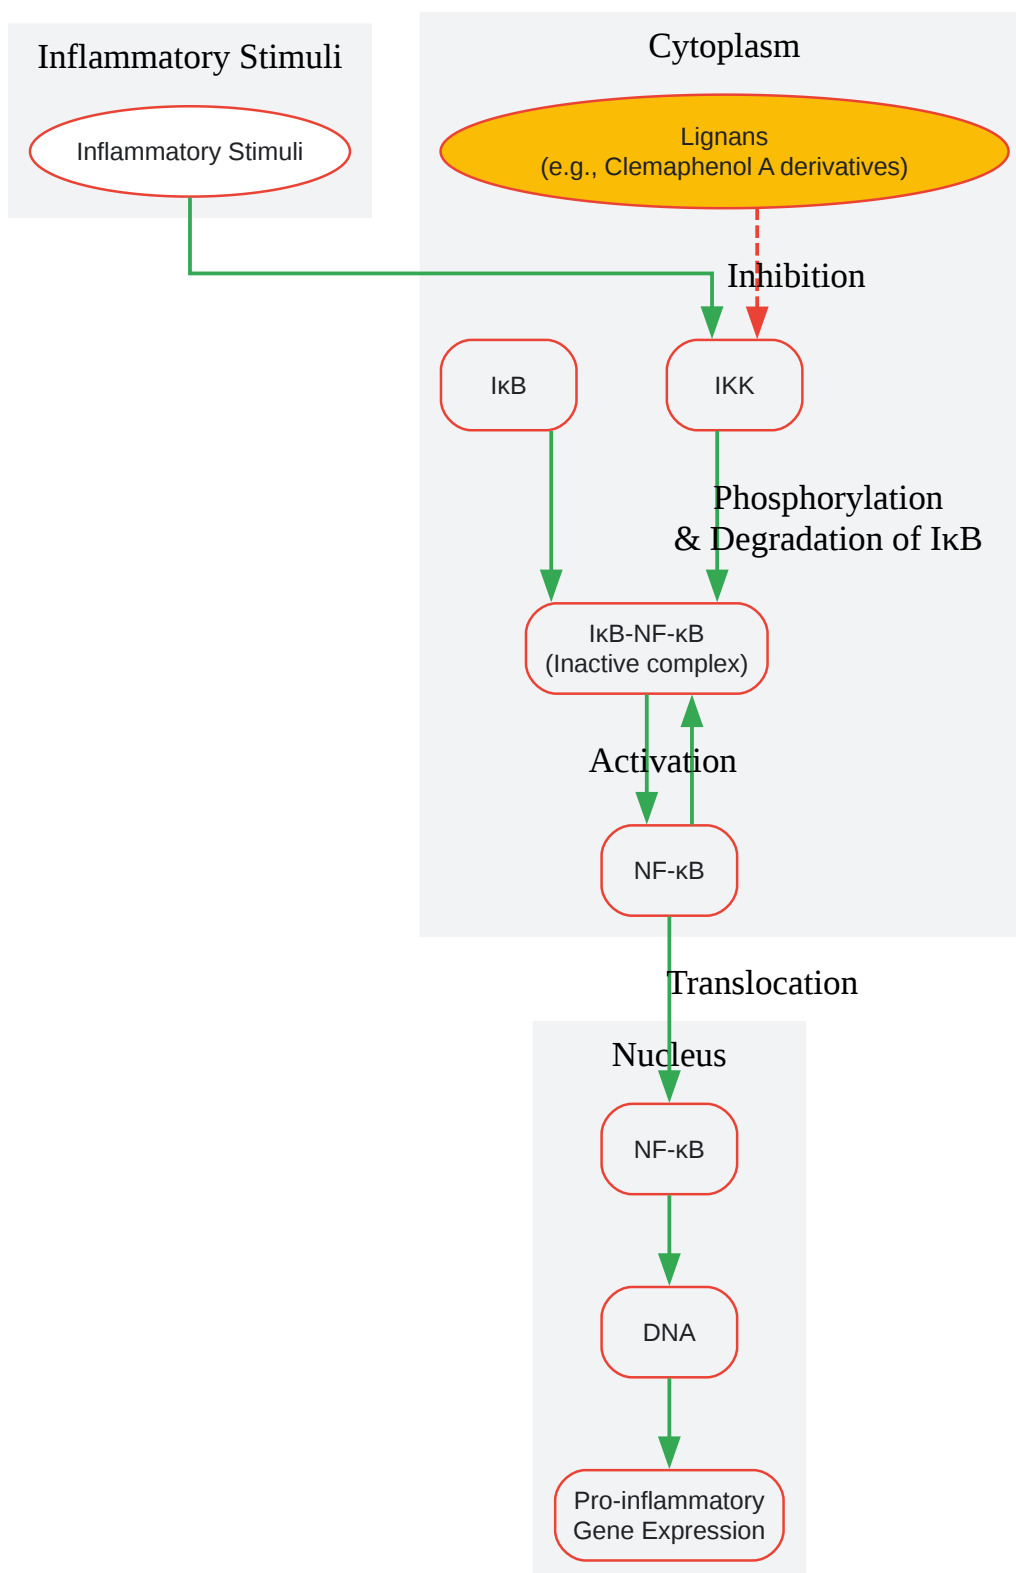 Inflammatory Stimuli
Inflammatory Stimuli
Cytoplasm
Lignans
(e.g., Clemaphenol A derivatives)
Inhibition
IκB
IKK
Phosphorylation
& Degradation of IκB
IκB-NF-κB
(Inactive complex)
Activation
NF-κB
Translocation
Nucleus
NF-κB
DNA
Pro-inflammatory
Gene Expression